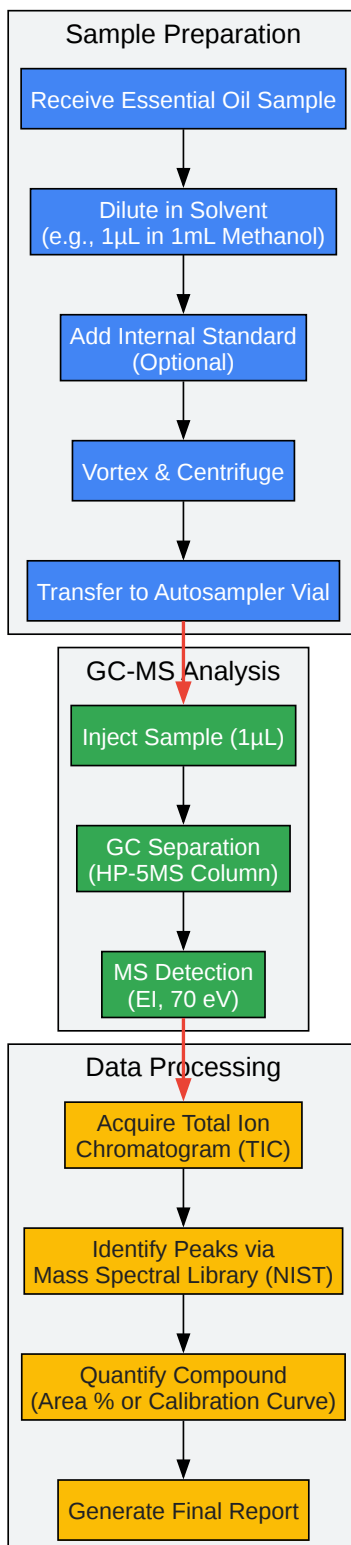 Sample Preparation
Receive Essential Oil Sample
Dilute in Solvent
(e.g., 1µL in 1mL Methanol)
Add Internal Standard
(Optional)
Vortex & Centrifuge
Transfer to Autosampler Vial
GC-MS Analysis
Inject Sample (1µL)
GC Separation
(HP-5MS Column)
MS Detection
(EI, 70 eV)
Data Processing
Acquire Total Ion
Chromatogram (TIC)
Identify Peaks via
Mass Spectral Library (NIST)
Quantify Compound
(Area % or Calibration Curve)
Generate Final Report